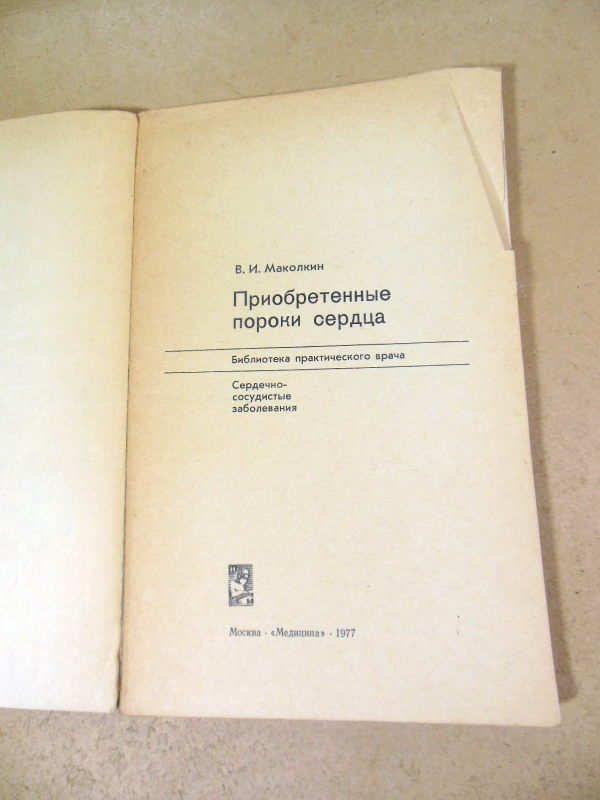 В. И. Маколкин
Приобретенные
пороки сердца
Библиотека практического врача
Сердечно-
сосудистые
заболевания
Москва · «Медицина» · 1977